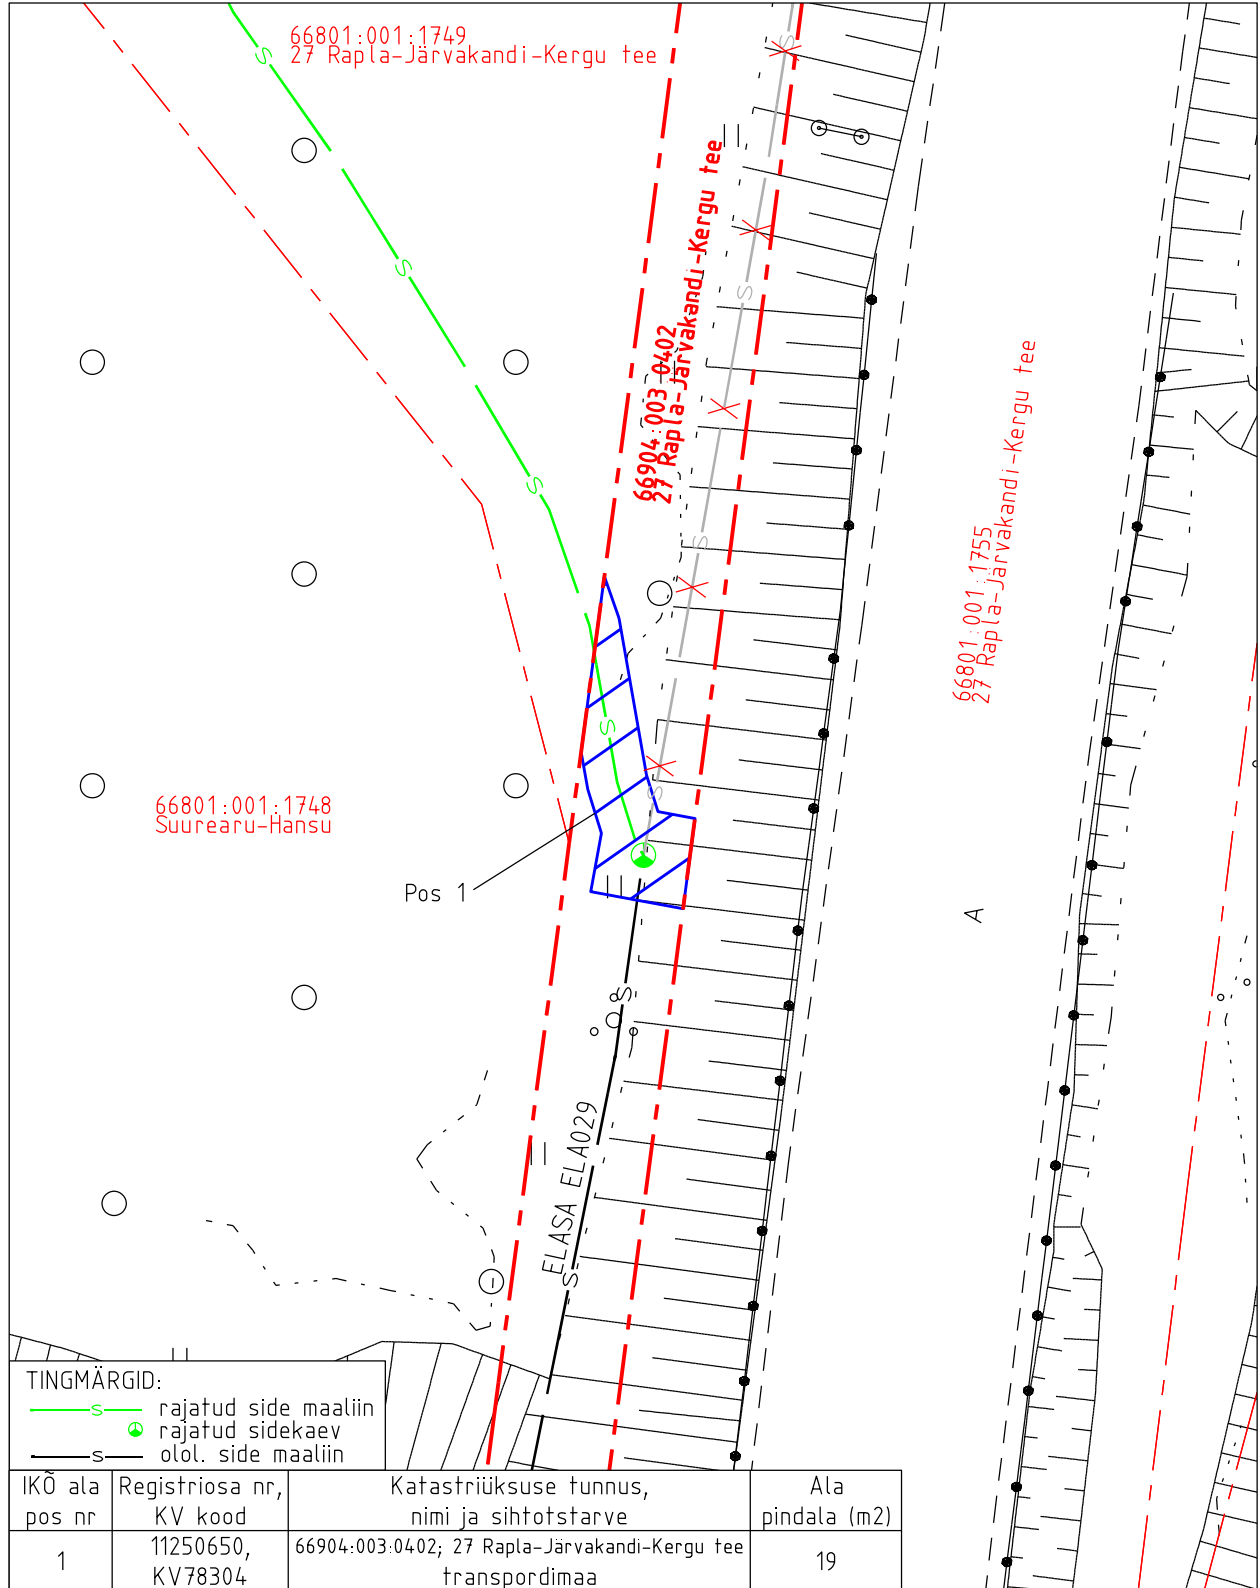 66801:001:1749
27 Rapla-Järvakandi-Kergu tee
66904:003:0402
27 Rapla-Järvakandi-Kergu tee
66801:001:1755
27 Rapla-Järvakandi-Kergu tee
66801:001:1748
Suurearu-Hansu
Pos 1
A
ELASA ELA029
S
S
S
S
S
S
S
S
S
S
TINGMÄRGID:
S rajatud side maaliin
rajatud sidekaev
S olol. side maaliin
IKÕ ala pos nr
Registriosa nr, KV kood
Katastriüksuse tunnus, nimi ja sihtotstarve
Ala pindala (m2)
1
11250650, KV78304
66904:003:0402; 27 Rapla-Järvakandi-Kergu tee transpordimaa
19